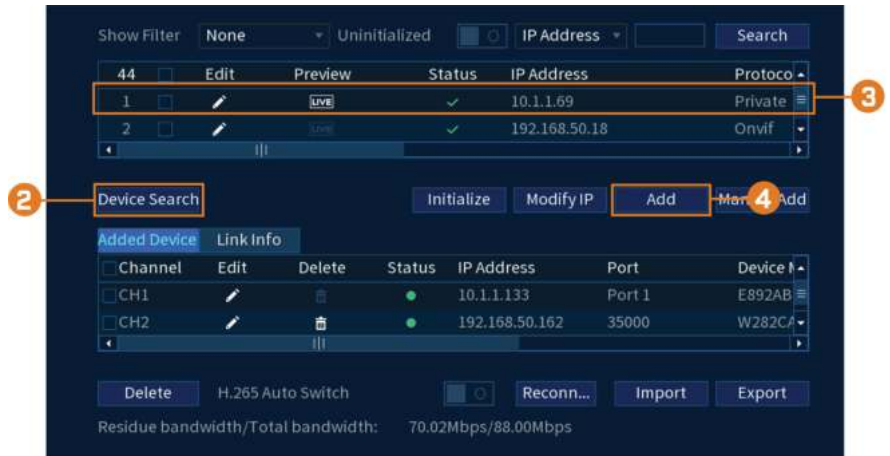 Show Filter None Uninitialized IP Address Search
44 Edit Preview Status IP Address Protoco
1 LIVE 10.1.1.69 Private
2 LIVE 192.168.50.18 Onvif
3
2 Device Search Initialize Modify IP Add 4 Add
Added Device Link Info
Channel Edit Delete Status IP Address Port Device
CH1 10.1.1.133 Port 1 E892AB
CH2 192.168.50.162 35000 W282CA
Delete H.265 Auto Switch Reconn... Import Export
Residue bandwidth/Total bandwidth: 70.02Mbps/88.00Mbps